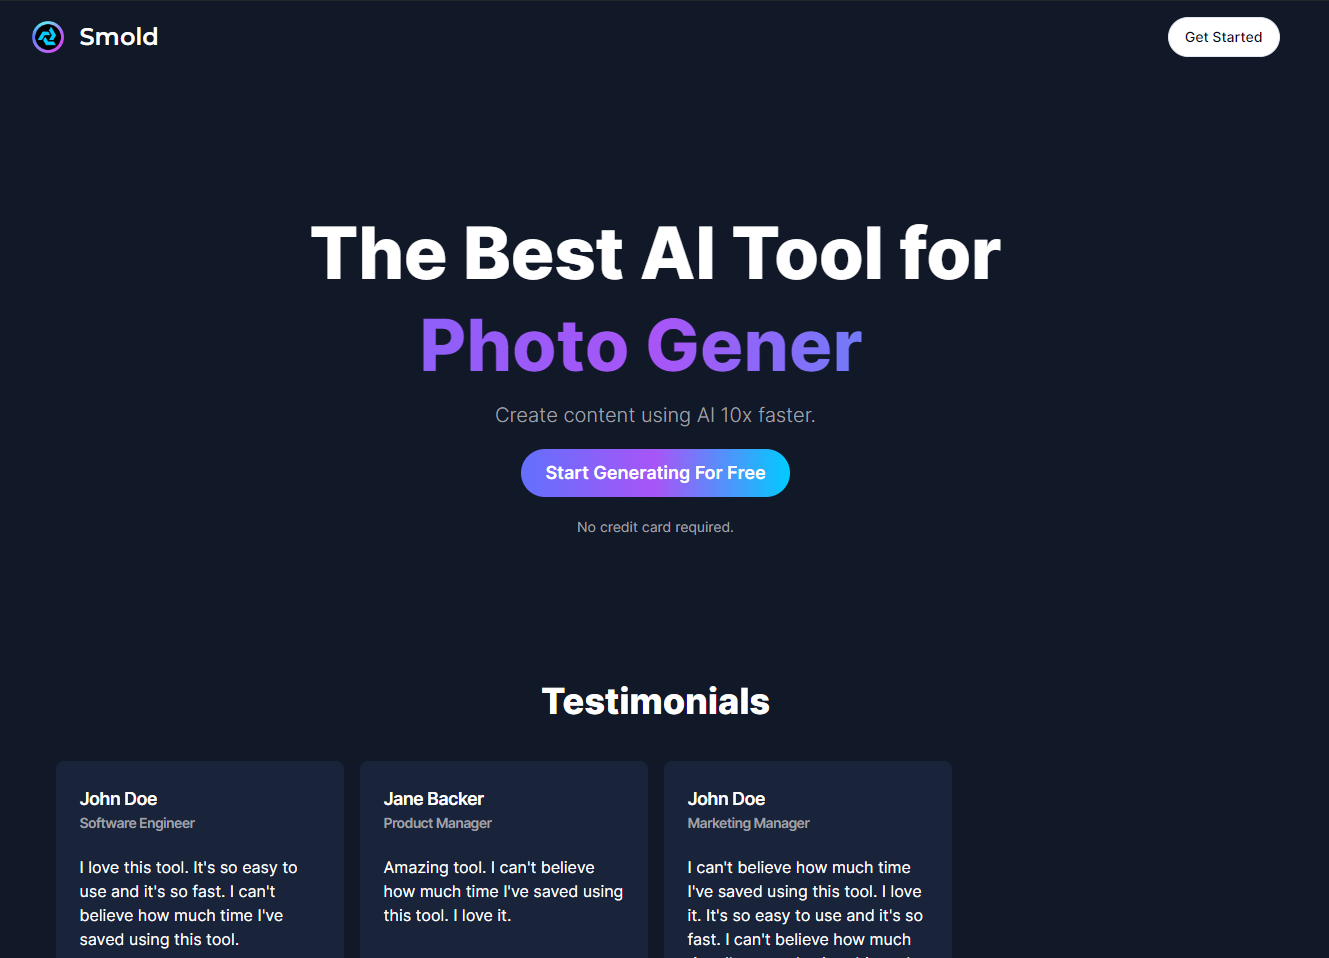 Smold
Get Started
The Best AI Tool for
Photo Gener
Create content using AI 10x faster.
Start Generating For Free
No credit card required.
Testimonials
John Doe
Software Engineer
I love this tool. It's so easy to
use and it's so fast. I can't
believe how much time I've
saved using this tool.
Jane Backer
Product Manager
Amazing tool. I can't believe
how much time I've saved using
this tool. I love it.
John Doe
Marketing Manager
I can't believe how much time
I've saved using this tool. I love
it. It's so easy to use and it's so
fast. I can't believe how much